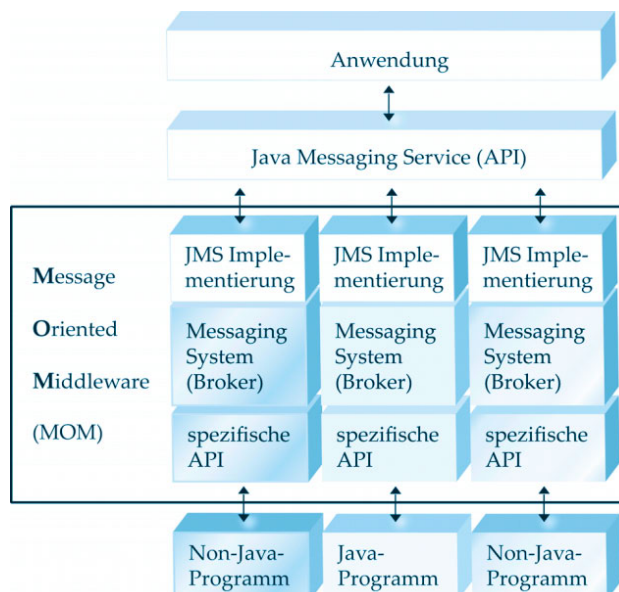 Anwendung
Java Messaging Service (API)
Message
Oriented
Middleware
(MOM)
JMS Imple-
mentierung
Messaging
System
(Broker)
spezifische
API
JMS Imple-
mentierung
Messaging
System
(Broker)
spezifische
API
JMS Imple-
mentierung
Messaging
System
(Broker)
spezifische
API
Non-Java-
Programm
Java-
Programm
Non-Java-
Programm